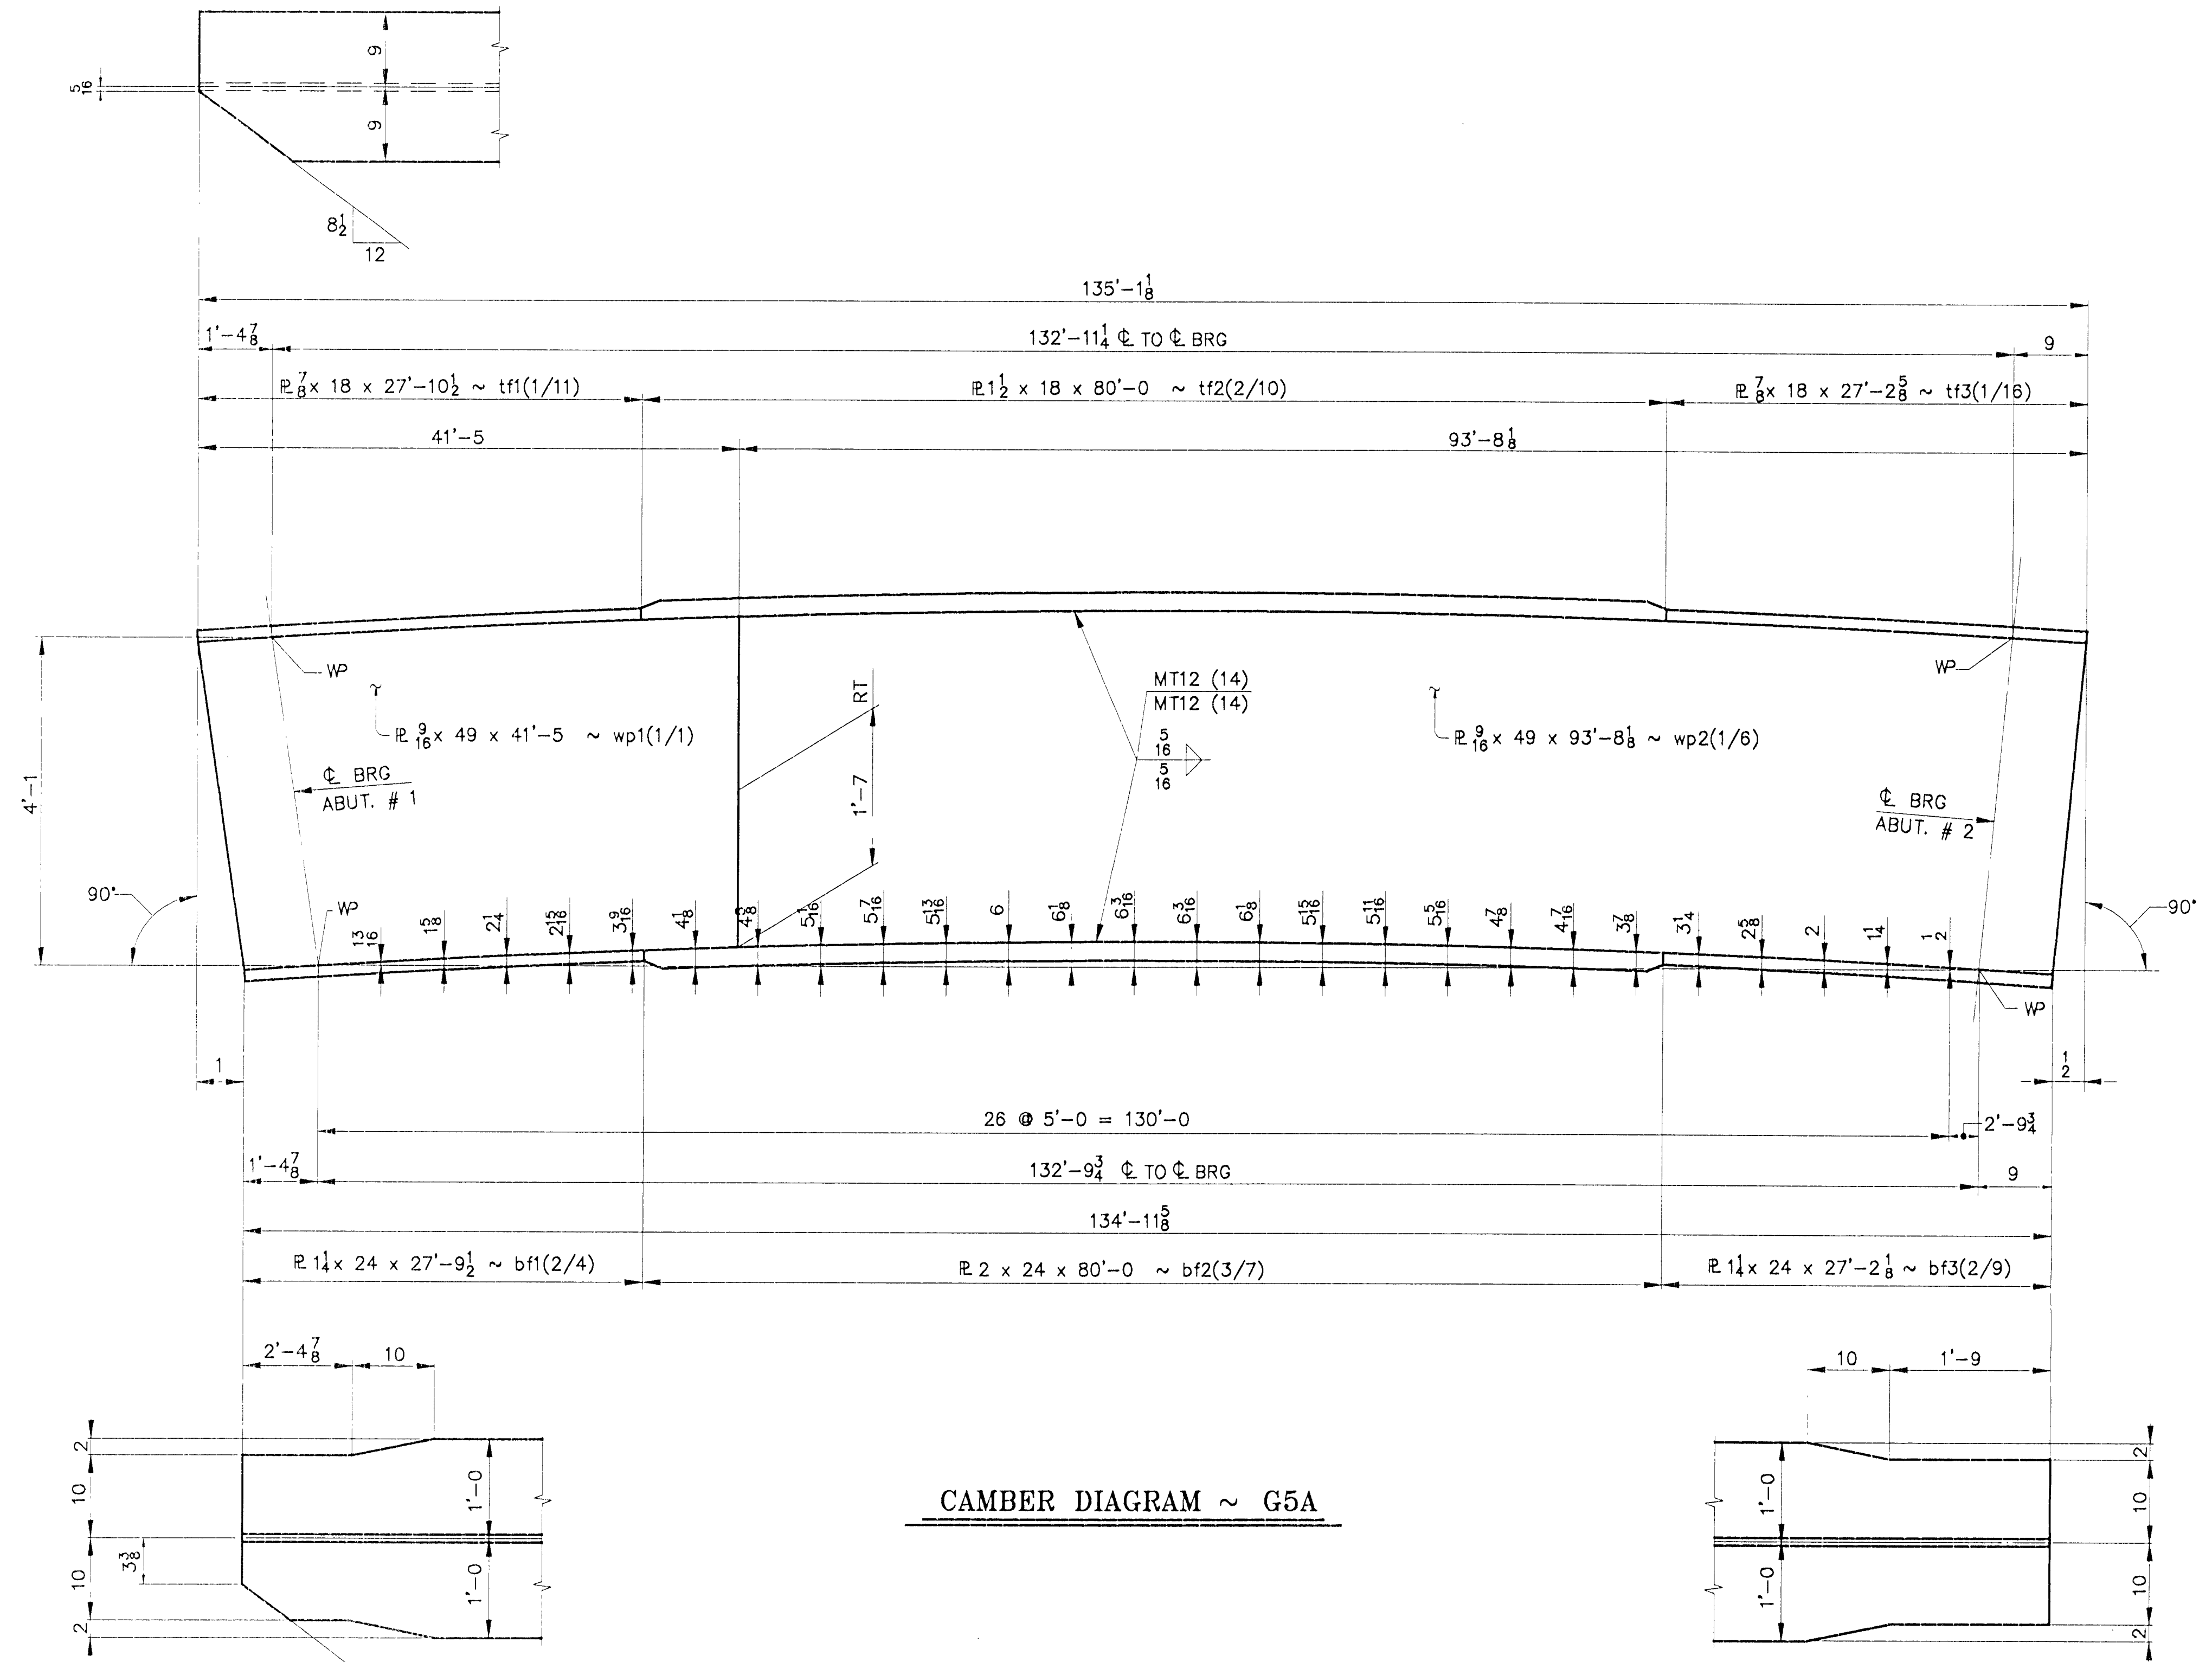 9
5/16
9
8 1/2
12
135'-1 1/8
1'-4 7/8
132'-11 1/4 ℄ TO ℄ BRG
9
℞ 7/8 x 18 x 27'-10 1/2 ~ tf1(1/11)
℞ 1 1/2 x 18 x 80'-0 ~ tf2(2/10)
℞ 7/8 x 18 x 27'-2 5/8 ~ tf3(1/16)
41'-5
93'-8 1/8
WP
WP
RT
MT12 (14)
MT12 (14)
℞ 9/16 x 49 x 41'-5 ~ wp1(1/1)
℞ 9/16 x 49 x 93'-8 1/8 ~ wp2(1/6)
5/16
5/16
4'-1
℄ BRG
ABUT. # 1
1'-7
℄ BRG
ABUT. # 2
90°
WP
13/16 1 5/8 2 1/4 2 15/16 3 9/16 4 1/8 5 1/16 5 7/16 5 13/16 6 6 1/8 6 3/16 6 3/16 6 1/8 5 15/16 5 11/16 5 5/16 4 7/8 4 7/16 3 7/8 3 1/4 2 5/8 2 1 1/4 1/2
90°
WP
1
1/2
26 @ 5'-0 = 130'-0
2'-9 3/4
1'-4 7/8
132'-9 3/4 ℄ TO ℄ BRG
9
134'-11 5/8
℞ 1 1/4 x 24 x 27'-9 1/2 ~ bf1(2/4)
℞ 2 x 24 x 80'-0 ~ bf2(3/7)
℞ 1 1/4 x 24 x 27'-2 1/8 ~ bf3(2/9)
2'-4 7/8
10
10
1'-9
2
10
1'-0
3 3/8
10
1'-0
2
CAMBER DIAGRAM ~ G5A
1'-0
2
10
1'-0
10
2